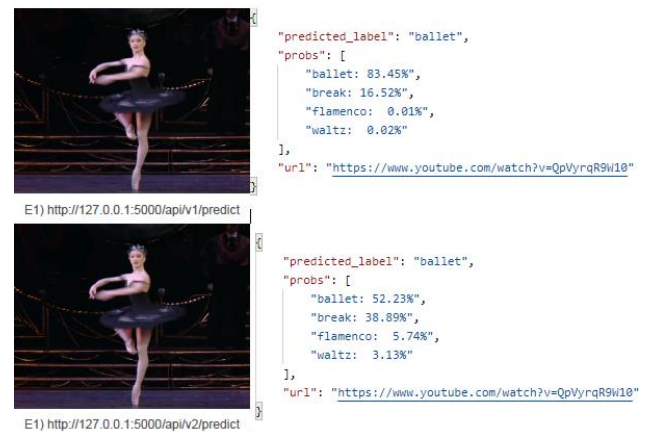 {
"predicted_label": "ballet",
"probs": [
"ballet: 83.45%",
"break: 16.52%",
"flamenco:  0.01%",
"waltz:  0.02%"
],
"url": "https://www.youtube.com/watch?v=QpVyrqR9W10"
}
E1) http://127.0.0.1:5000/api/v1/predict
{
"predicted_label": "ballet",
"probs": [
"ballet: 52.23%",
"break: 38.89%",
"flamenco:  5.74%",
"waltz:  3.13%"
],
"url": "https://www.youtube.com/watch?v=QpVyrqR9W10"
}
E1) http://127.0.0.1:5000/api/v2/predict